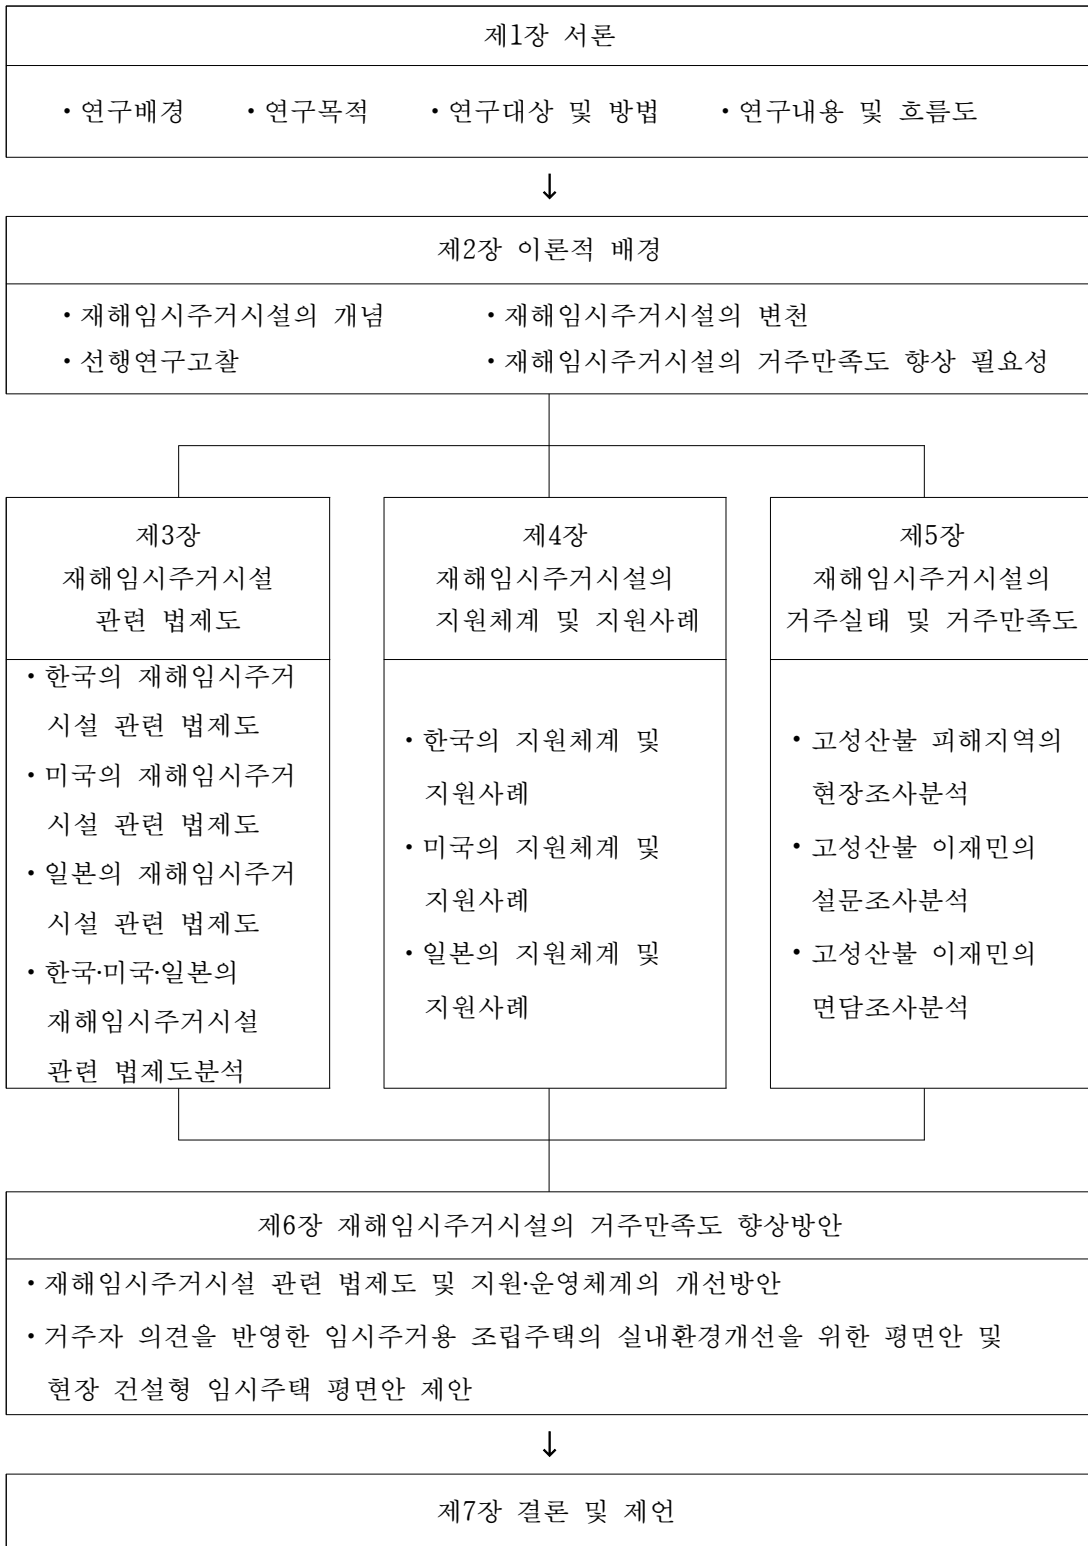 제1장 서론
・연구배경 ・연구목적 ・연구대상 및 방법 ・연구내용 및 흐름도
↓
제2장 이론적 배경
・재해임시주거시설의 개념 ・재해임시주거시설의 변천
・선행연구고찰 ・재해임시주거시설의 거주만족도 향상 필요성
제3장
재해임시주거시설
관련 법제도
・한국의 재해임시주거
시설 관련 법제도
・미국의 재해임시주거
시설 관련 법제도
・일본의 재해임시주거
시설 관련 법제도
・한국·미국·일본의
재해임시주거시설
관련 법제도분석
제4장
재해임시주거시설의
지원체계 및 지원사례
・한국의 지원체계 및
지원사례
・미국의 지원체계 및
지원사례
・일본의 지원체계 및
지원사례
제5장
재해임시주거시설의
거주실태 및 거주만족도
・고성산불 피해지역의
현장조사분석
・고성산불 이재민의
설문조사분석
・고성산불 이재민의
면담조사분석
제6장 재해임시주거시설의 거주만족도 향상방안
・재해임시주거시설 관련 법제도 및 지원·운영체계의 개선방안
・거주자 의견을 반영한 임시주거용 조립주택의 실내환경개선을 위한 평면안 및
현장 건설형 임시주택 평면안 제안
↓
제7장 결론 및 제언